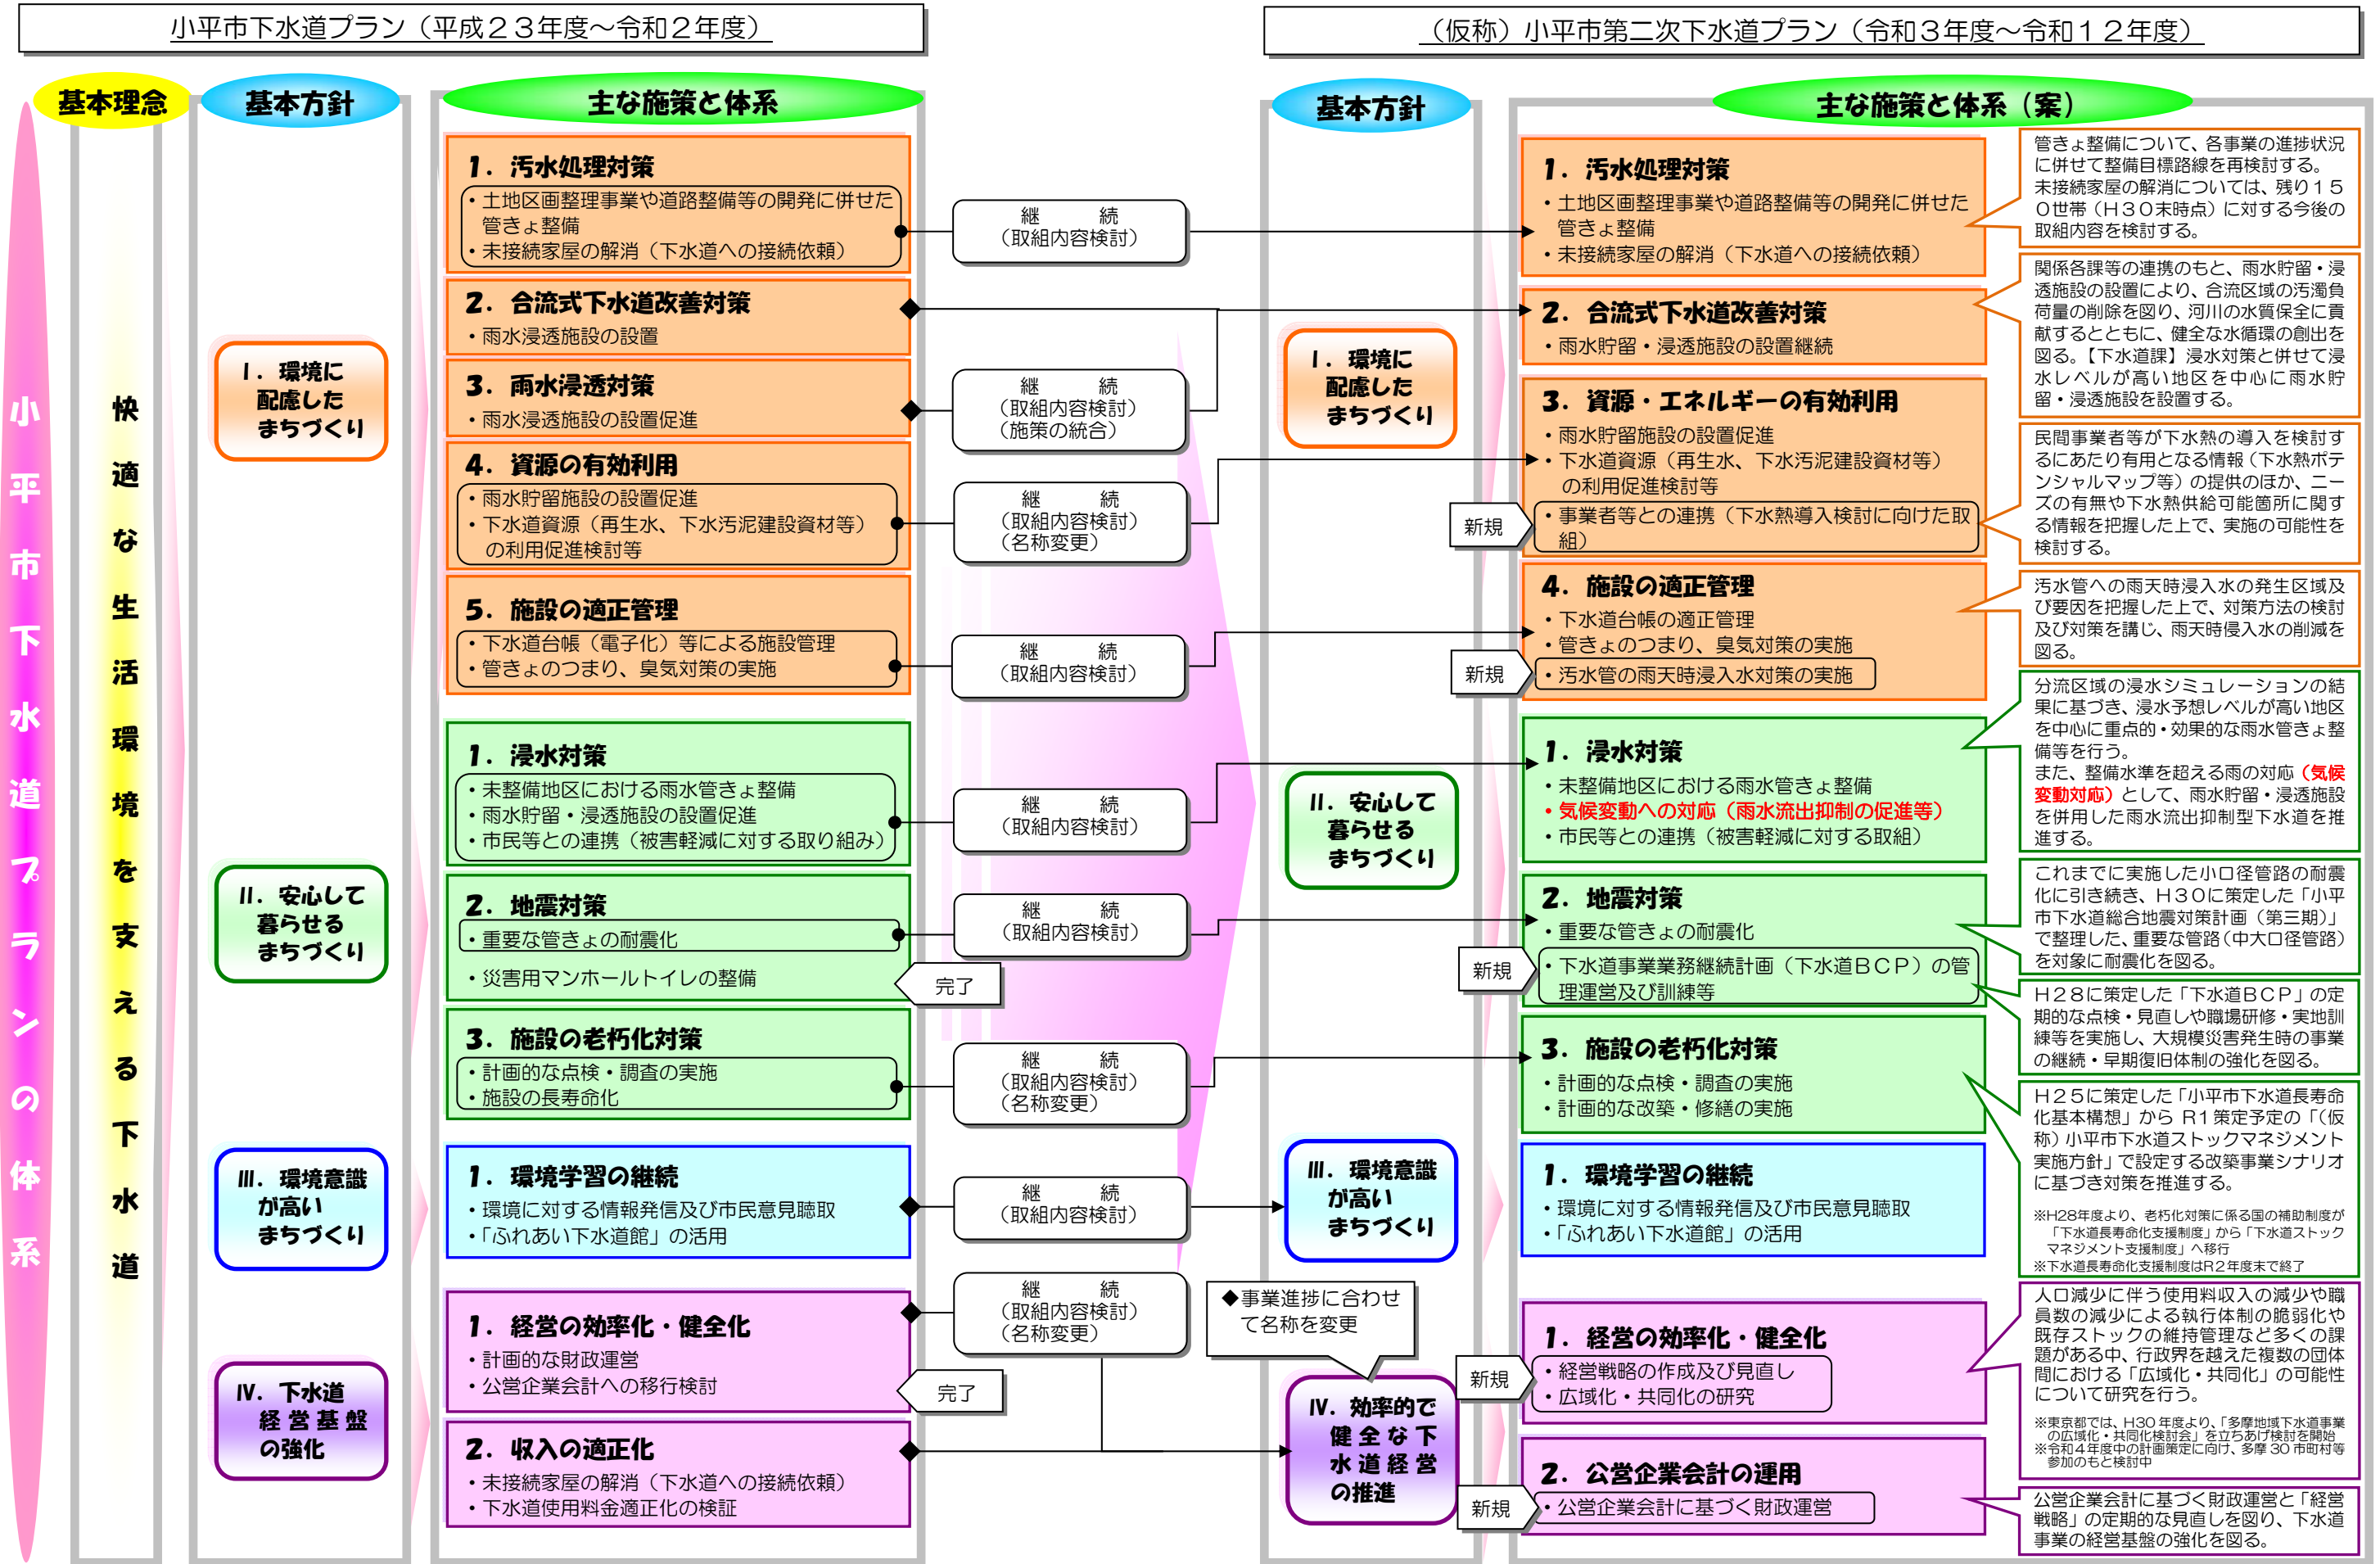 小平市下水道プラン（平成２３年度～令和２年度）
（仮称）小平市第二次下水道プラン（令和３年度～令和１２年度）
小平市下水道プランの体系
基本理念
快適な生活環境を支える下水道
基本方針
Ⅰ．環境に
配慮した
まちづくり
Ⅱ．安心して
暮らせる
まちづくり
Ⅲ．環境意識
が高い
まちづくり
Ⅳ．下水道
経営基盤
の強化
主な施策と体系
１．汚水処理対策
・土地区画整理事業や道路整備等の開発に併せた
管きょ整備
・未接続家屋の解消（下水道への接続依頼）
２．合流式下水道改善対策
・雨水浸透施設の設置
３．雨水浸透対策
・雨水浸透施設の設置促進
４．資源の有効利用
・雨水貯留施設の設置促進
・下水道資源（再生水、下水汚泥建設資材等）
の利用促進検討等
５．施設の適正管理
・下水道台帳（電子化）等による施設管理
・管きょのつまり、臭気対策の実施
１．浸水対策
・未整備地区における雨水管きょ整備
・雨水貯留・浸透施設の設置促進
・市民等との連携（被害軽減に対する取り組み）
２．地震対策
・重要な管きょの耐震化
・災害用マンホールトイレの整備
完了
３．施設の老朽化対策
・計画的な点検・調査の実施
・施設の長寿命化
１．環境学習の継続
・環境に対する情報発信及び市民意見聴取
・「ふれあい下水道館」の活用
１．経営の効率化・健全化
・計画的な財政運営
・公営企業会計への移行検討
完了
２．収入の適正化
・未接続家屋の解消（下水道への接続依頼）
・下水道使用料金適正化の検証
継　　続
（取組内容検討）
継　　続
（取組内容検討）
（施策の統合）
継　　続
（取組内容検討）
（名称変更）
継　　続
（取組内容検討）
継　　続
（取組内容検討）
継　　続
（取組内容検討）
継　　続
（取組内容検討）
（名称変更）
継　　続
（取組内容検討）
継　　続
（取組内容検討）
（名称変更）
◆事業進捗に合わせ
て名称を変更
基本方針
Ⅰ．環境に
配慮した
まちづくり
Ⅱ．安心して
暮らせる
まちづくり
Ⅲ．環境意識
が高い
まちづくり
Ⅳ．効率的で
健全な下
水道経営
の推進
主な施策と体系（案）
１．汚水処理対策
・土地区画整理事業や道路整備等の開発に併せた
管きょ整備
・未接続家屋の解消（下水道への接続依頼）
２．合流式下水道改善対策
・雨水貯留・浸透施設の設置継続
３．資源・エネルギーの有効利用
・雨水貯留施設の設置促進
・下水道資源（再生水、下水汚泥建設資材等）
の利用促進検討等
新規
・事業者等との連携（下水熱導入検討に向けた取
組）
４．施設の適正管理
・下水道台帳の適正管理
・管きょのつまり、臭気対策の実施
新規
・汚水管の雨天時浸入水対策の実施
１．浸水対策
・未整備地区における雨水管きょ整備
・気候変動への対応（雨水流出抑制の促進等）
・市民等との連携（被害軽減に対する取組）
２．地震対策
・重要な管きょの耐震化
新規
・下水道事業業務継続計画（下水道ＢＣＰ）の管
理運営及び訓練等
３．施設の老朽化対策
・計画的な点検・調査の実施
・計画的な改築・修繕の実施
１．環境学習の継続
・環境に対する情報発信及び市民意見聴取
・「ふれあい下水道館」の活用
１．経営の効率化・健全化
新規
・経営戦略の作成及び見直し
・広域化・共同化の研究
２．公営企業会計の運用
新規
・公営企業会計に基づく財政運営
管きょ整備について、各事業の進捗状況
に併せて整備目標路線を再検討する。
未接続家屋の解消については、残り１５
０世帯（Ｈ３０末時点）に対する今後の
取組内容を検討する。
関係各課等の連携のもと、雨水貯留・浸
透施設の設置により、合流区域の汚濁負
荷量の削除を図り、河川の水質保全に貢
献するとともに、健全な水循環の創出を
図る。【下水道課】浸水対策と併せて浸
水レベルが高い地区を中心に雨水貯
留・浸透施設を設置する。
民間事業者等が下水熱の導入を検討す
るにあたり有用となる情報（下水熱ポテ
ンシャルマップ等）の提供のほか、ニー
ズの有無や下水熱供給可能箇所に関す
る情報を把握した上で、実施の可能性を
検討する。
汚水管への雨天時浸入水の発生区域及
び要因を把握した上で、対策方法の検討
及び対策を講じ、雨天時侵入水の削減を
図る。
分流区域の浸水シミュレーションの結
果に基づき、浸水予想レベルが高い地区
を中心に重点的・効果的な雨水管きょ整
備等を行う。
また、整備水準を超える雨の対応（気候
変動対応）として、雨水貯留・浸透施設
を併用した雨水流出抑制型下水道を推
進する。
これまでに実施した小口径管路の耐震
化に引き続き、Ｈ３０に策定した「小平
市下水道総合地震対策計画（第三期）」
で整理した、重要な管路（中大口径管路）
を対象に耐震化を図る。
Ｈ２８に策定した「下水道ＢＣＰ」の定
期的な点検・見直しや職場研修・実地訓
練等を実施し、大規模災害発生時の事業
の継続・早期復旧体制の強化を図る。
Ｈ２５に策定した「小平市下水道長寿命
化基本構想」から Ｒ１策定予定の「（仮
称）小平市下水道ストックマネジメント
実施方針」で設定する改築事業シナリオ
に基づき対策を推進する。
※H28年度より、老朽化対策に係る国の補助制度が
「下水道長寿命化支援制度」から「下水道ストック
マネジメント支援制度」へ移行
※下水道長寿命化支援制度はR２年度末で終了
人口減少に伴う使用料収入の減少や職
員数の減少による執行体制の脆弱化や
既存ストックの維持管理など多くの課
題がある中、行政界を越えた複数の団体
間における「広域化・共同化」の可能性
について研究を行う。
※東京都では、H30 年度より、「多摩地域下水道事業
の広域化・共同化検討会」を立ちあげ検討を開始
※令和４年度中の計画策定に向け、多摩 30 市町村等
参加のもと検討中
公営企業会計に基づく財政運営と「経営
戦略」の定期的な見直しを図り、下水道
事業の経営基盤の強化を図る。